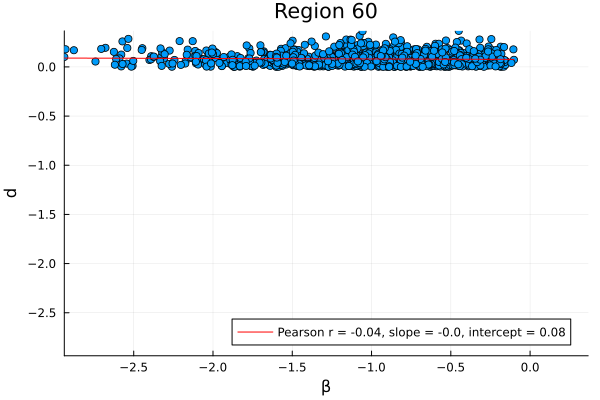 Region 60
d
0.0
−0.5
−1.0
−1.5
−2.0
−2.5
Pearson r = -0.04, slope = -0.0, intercept = 0.08
−2.5 −2.0 −1.5 −1.0 −0.5 0.0
β